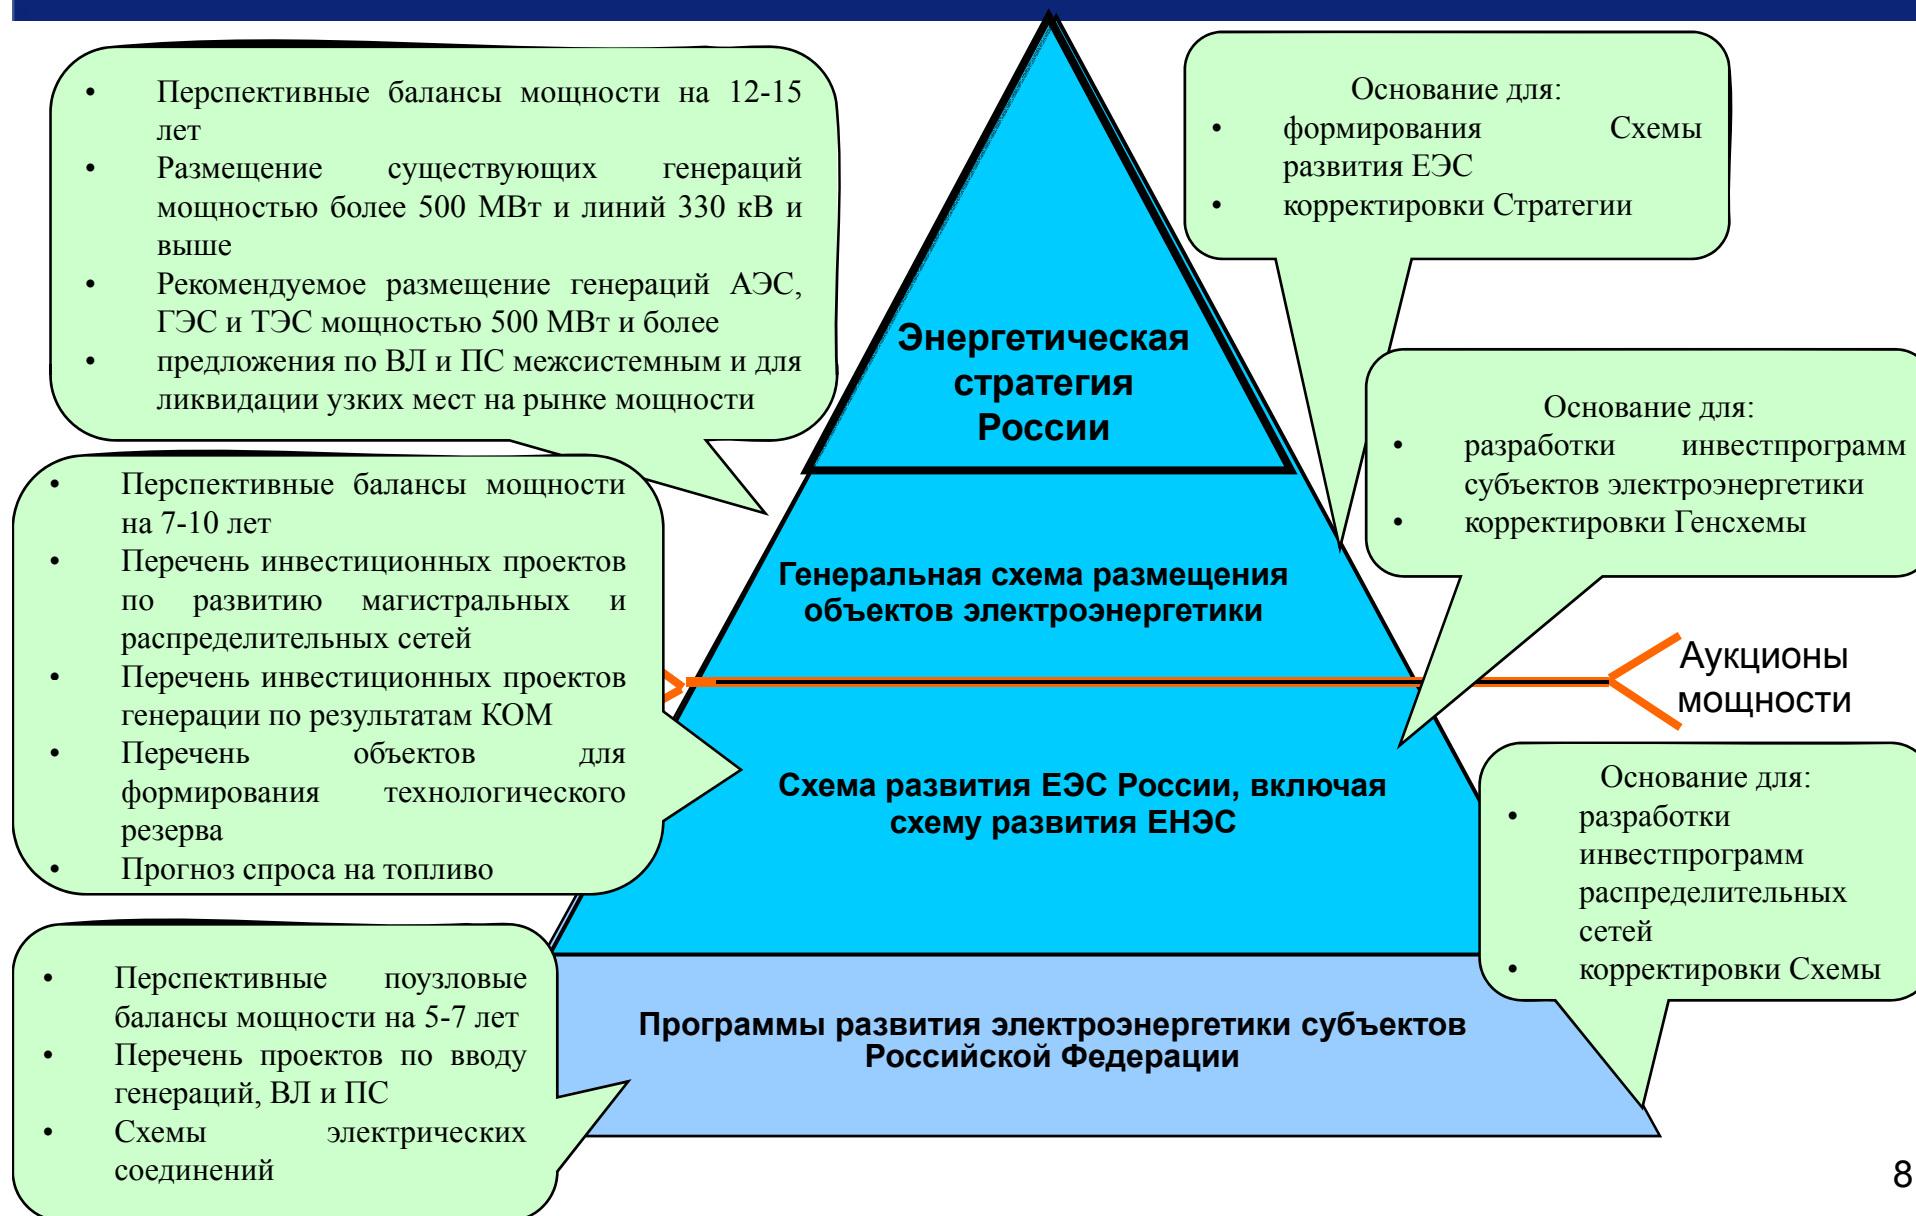 • Перспективные балансы мощности на 12-15
лет
• Размещение существующих генераций
мощностью более 500 МВт и линий 330 кВ и
выше
• Рекомендуемое размещение генераций АЭС,
ГЭС и ТЭС мощностью 500 МВт и более
• предложения по ВЛ и ПС межсистемным и для
ликвидации узких мест на рынке мощности
Основание для:
• формирования Схемы
развития ЕЭС
• корректировки Стратегии
Энергетическая
стратегия
России
Основание для:
• разработки инвестпрограмм
субъектов электроэнергетики
• корректировки Генсхемы
• Перспективные балансы мощности
на 7-10 лет
• Перечень инвестиционных проектов
по развитию магистральных и
распределительных сетей
• Перечень инвестиционных проектов
генерации по результатам КОМ
• Перечень объектов для
формирования технологического
резерва
• Прогноз спроса на топливо
Генеральная схема размещения
объектов электроэнергетики
Аукционы
мощности
Схема развития ЕЭС России, включая
схему развития ЕНЭС
Основание для:
• разработки
инвестпрограмм
распределительных
сетей
• корректировки Схемы
• Перспективные поузловые
балансы мощности на 5-7 лет
• Перечень проектов по вводу
генераций, ВЛ и ПС
• Схемы электрических
соединений
Программы развития электроэнергетики субъектов
Российской Федерации
8